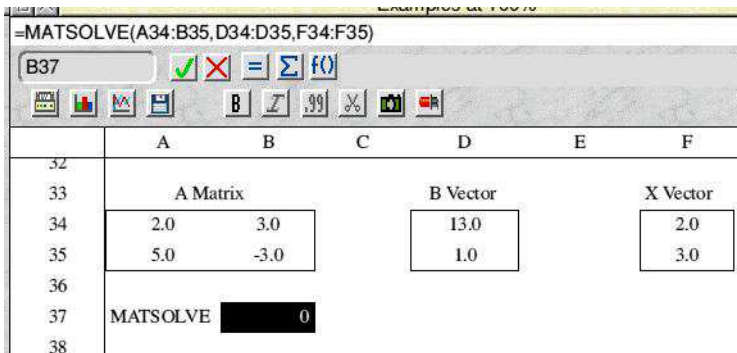 Examples at 100%
=MATSOLVE(A34:B35,D34:D35,F34:F35)
B37 = Σ f()
B I .99
A B C D E F
32
33 A Matrix B Vector X Vector
34 2.0 3.0 13.0 2.0
35 5.0 -3.0 1.0 3.0
36
37 MATSOLVE 0
38